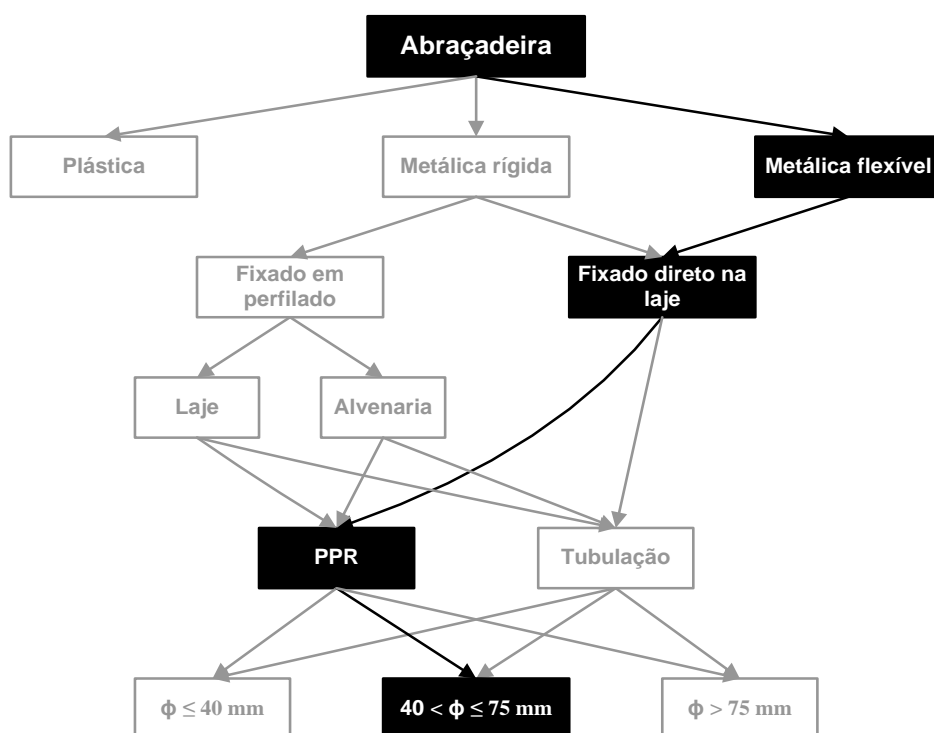 Abraçadeira
Plástica
Metálica rígida
Metálica flexível
Fixado em
perfilado
Fixado direto na
laje
Laje
Alvenaria
PPR
Tubulação
ϕ ≤ 40 mm
40 < ϕ ≤ 75 mm
ϕ > 75 mm